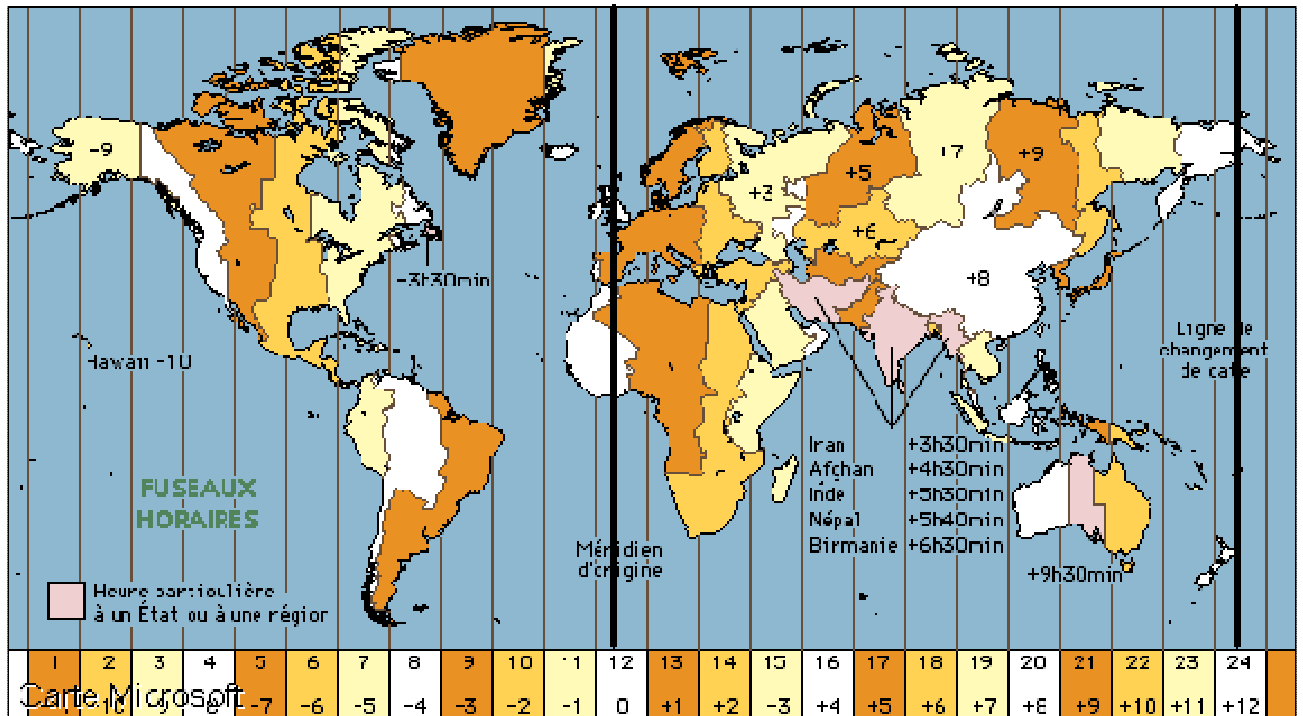 -9
+3
+5
+7
+9
+6
+8
-3h30min
Hawaii -10
Ligne de
changement
de date
FUSEAUX
HORAIRES
Iran +3h30min
Afghan +4h30min
Inde +5h30min
Népal +5h40min
Birmanie +6h30min
+9h30min
Méridien
d'origine
Heure particulière
à un État ou à une région
1 2 3 4 5 6 7 8 9 10 11 12 13 14 15 16 17 18 19 20 21 22 23 24
-7 -6 -5 -4 -3 -2 -1 0 +1 +2 +3 +4 +5 +6 +7 +8 +9 +10 +11 +12
Carte Microsoft